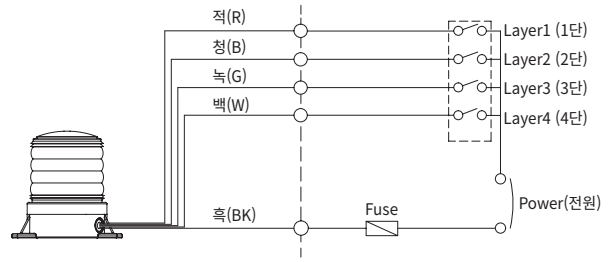 적(R)
Layer1 (1단)
청(B)
Layer2 (2단)
녹(G)
Layer3 (3단)
백(W)
Layer4 (4단)
흑(BK)
Fuse
Power(전원)